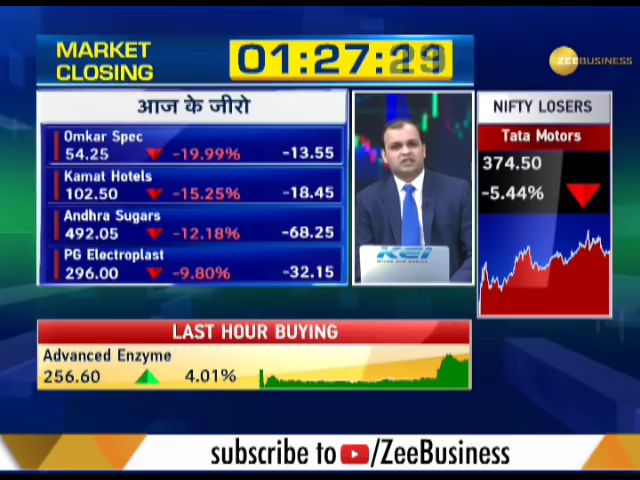 MARKET
CLOSING
01:27:29
ZEEBUSINESS
आज के जीरो
Omkar Spec
54.25 -19.99% -13.55
Kamat Hotels
102.50 -15.25% -18.45
Andhra Sugars
492.05 -12.18% -68.25
PG Electroplast
296.00 -9.80% -32.15
KEI
NIFTY LOSERS
Tata Motors
374.50
-5.44%
LAST HOUR BUYING
Advanced Enzyme
256.60 4.01%
subscribe to /ZeeBusiness